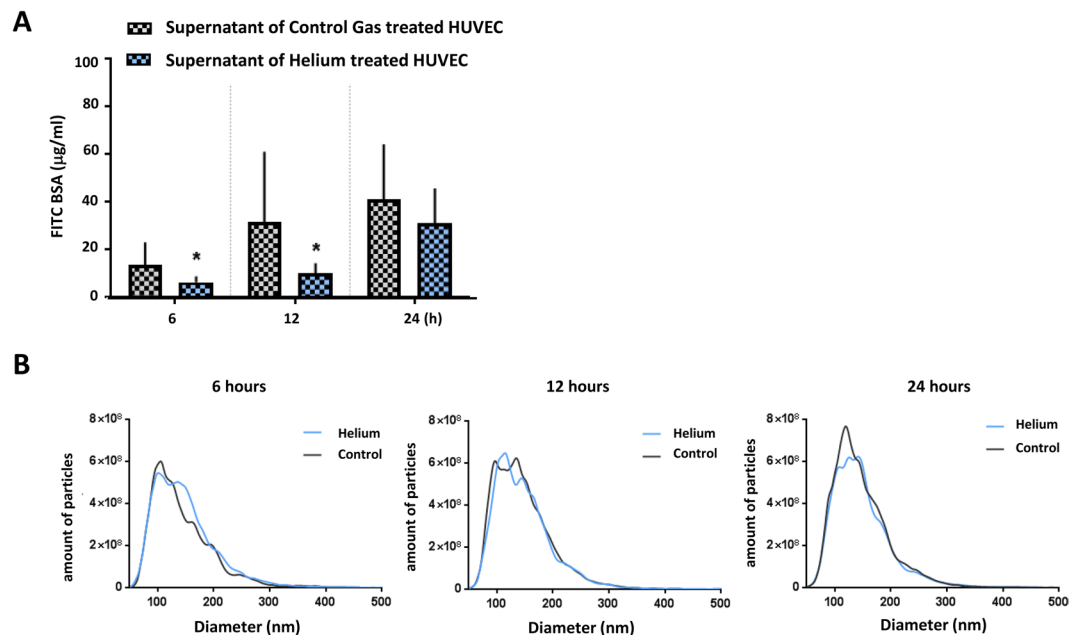 A
Supernatant of Control Gas treated HUVEC
Supernatant of Helium treated HUVEC
FITC BSA (µg/ml)
100
80
60
40
20
0
*
*
6
12
24 (h)
B
6 hours
amount of particles
8×10⁸
6×10⁸
4×10⁸
2×10⁸
0
Helium
Control
100
200
300
400
500
Diameter (nm)
12 hours
amount of particles
8×10⁸
6×10⁸
4×10⁸
2×10⁸
0
Helium
Control
100
200
300
400
500
Diameter (nm)
24 hours
amount of particles
8×10⁸
6×10⁸
4×10⁸
2×10⁸
0
Helium
Control
100
200
300
400
500
Diameter (nm)